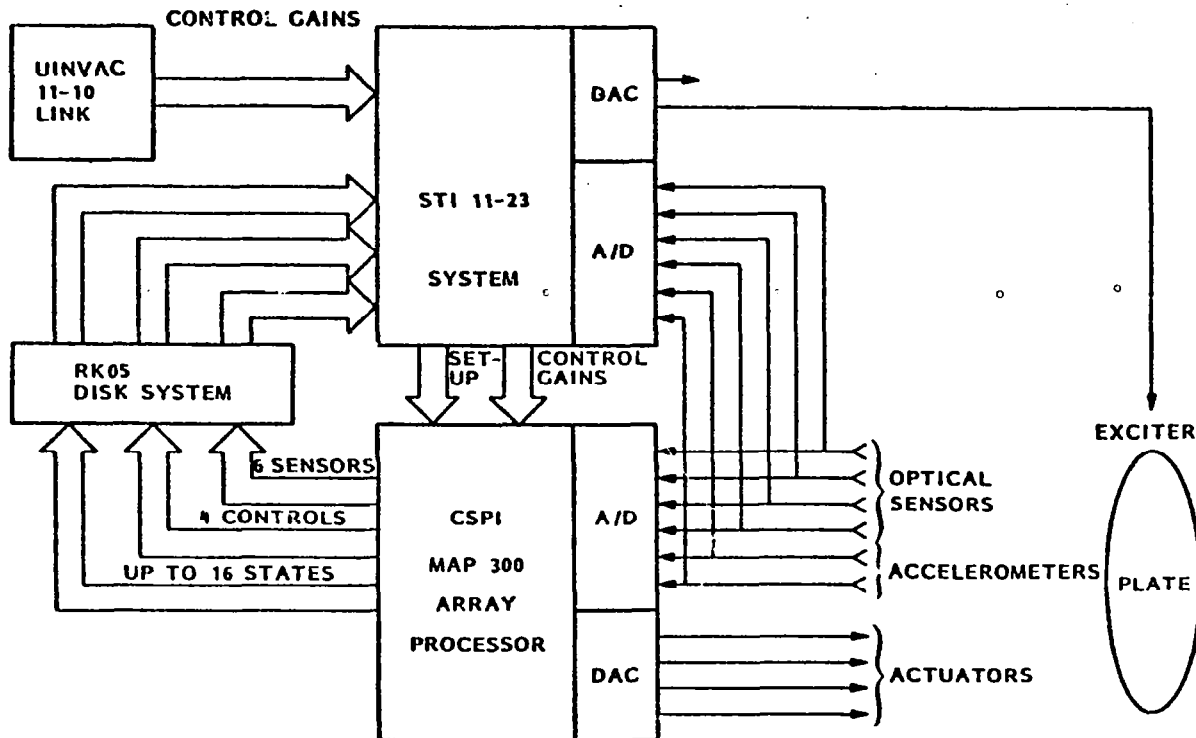 CONTROL GAINS
UINVAC
11-10
LINK
DAC
STI 11-23
SYSTEM
A/D
RK05
DISK SYSTEM
SET-
UP
CONTROL
GAINS
EXCITER
6 SENSORS
4 CONTROLS
UP TO 16 STATES
CSPI
MAP 300
ARRAY
PROCESSOR
A/D
OPTICAL
SENSORS
ACCELEROMETERS
PLATE
DAC
ACTUATORS